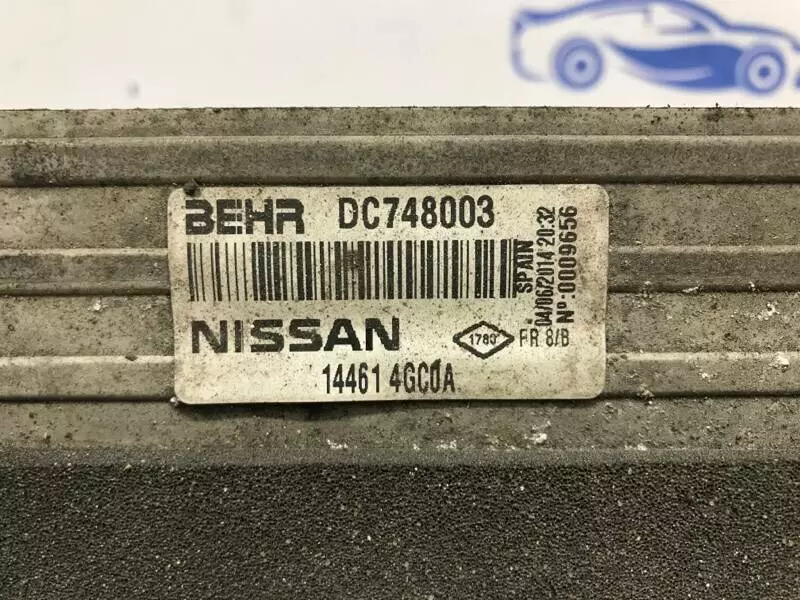 BEHR DC748003
SPAIN
04/06/2014 20:32
Nº:0009656
NISSAN 1780 FR 8/B
14461 4GC0A